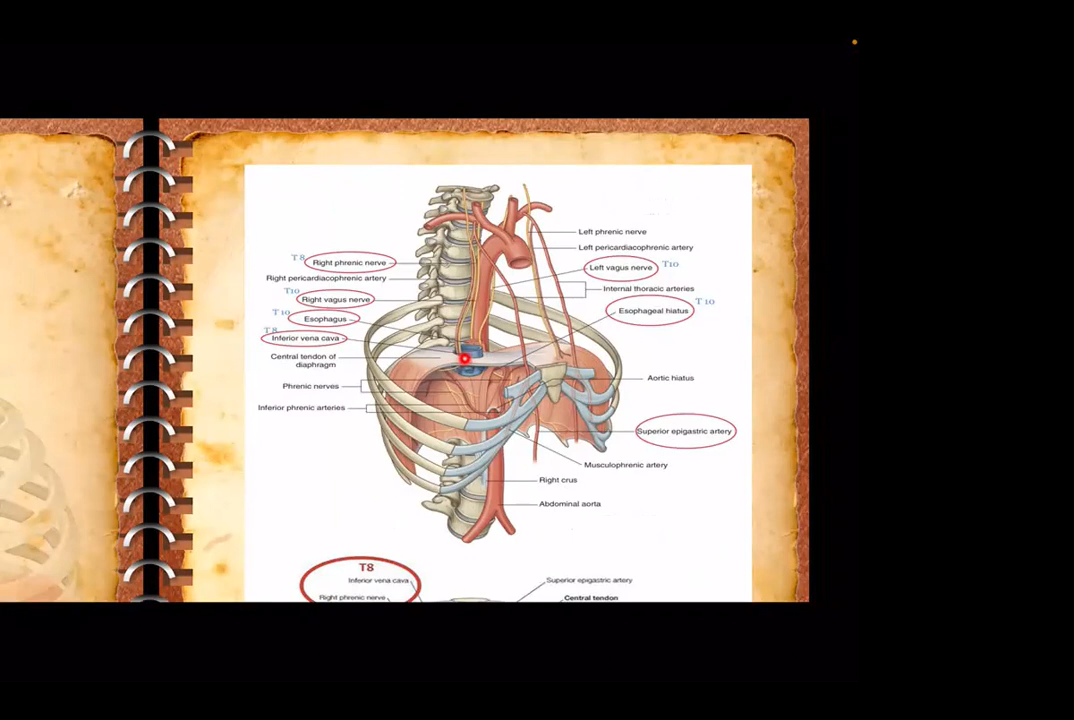 Left phrenic nerve
Left pericardiacophrenic artery
T8
Right phrenic nerve
Left vagus nerve
T10
Right pericardiacophrenic artery
Internal thoracic arteries
T10
Right vagus nerve
T 10
Esophageal hiatus
T10
Esophagus
T8
Inferior vena cava
Central tendon of
diaphragm
Aortic hiatus
Phrenic nerves
Inferior phrenic arteries
Superior epigastric artery
Musculophrenic artery
Right crus
Abdominal aorta
T8
Inferior vena cava
Superior epigastric artery
Right phrenic nerve
Central tendon